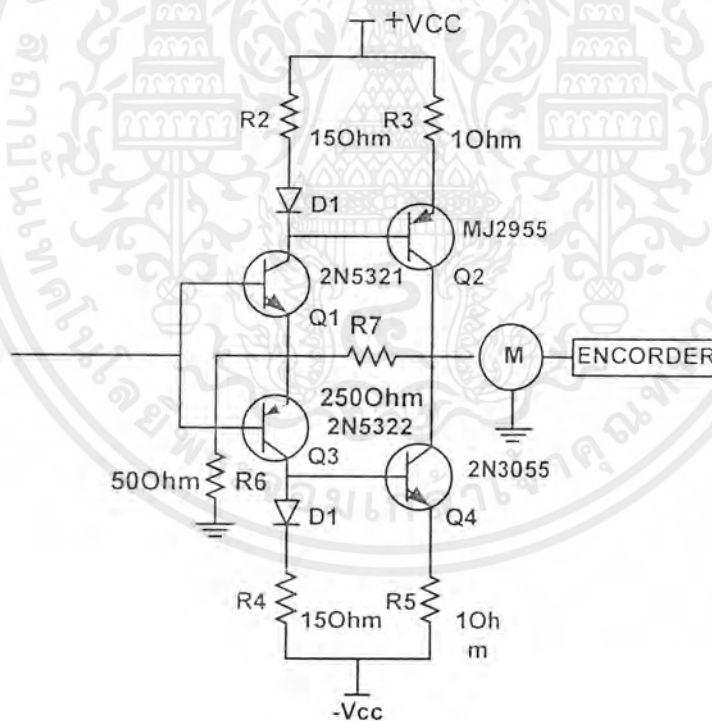 +VCC
R2
15Ohm
R3
1Ohm
D1
MJ2955
2N5321
Q2
Q1
R7
M
ENCORDER
250Ohm
2N5322
Q3
2N3055
50Ohm
R6
D1
Q4
R4
15Ohm
R5
1Oh
m
-Vcc